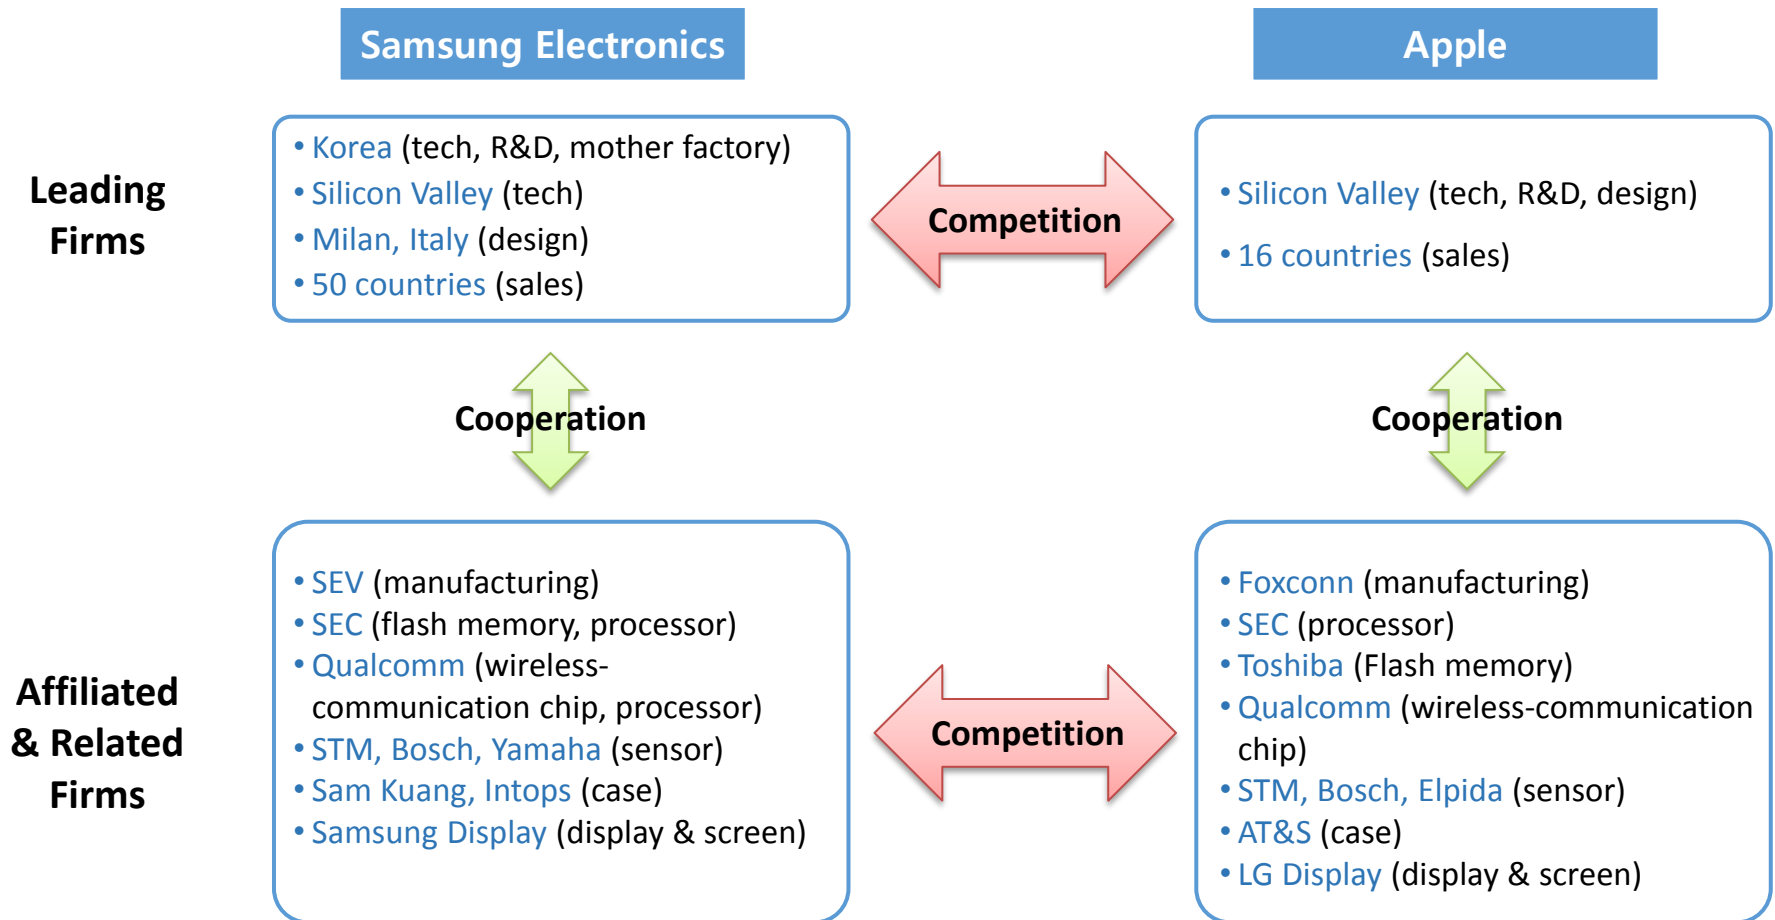 Samsung Electronics
Apple
Leading
Firms
• Korea (tech, R&D, mother factory)
• Silicon Valley (tech)
• Milan, Italy (design)
• 50 countries (sales)
Competition
• Silicon Valley (tech, R&D, design)
• 16 countries (sales)
Cooperation
Cooperation
Affiliated
& Related
Firms
• SEV (manufacturing)
• SEC (flash memory, processor)
• Qualcomm (wireless-
communication chip, processor)
• STM, Bosch, Yamaha (sensor)
• Sam Kuang, Intops (case)
• Samsung Display (display & screen)
Competition
• Foxconn (manufacturing)
• SEC (processor)
• Toshiba (Flash memory)
• Qualcomm (wireless-communication
chip)
• STM, Bosch, Elpida (sensor)
• AT&S (case)
• LG Display (display & screen)